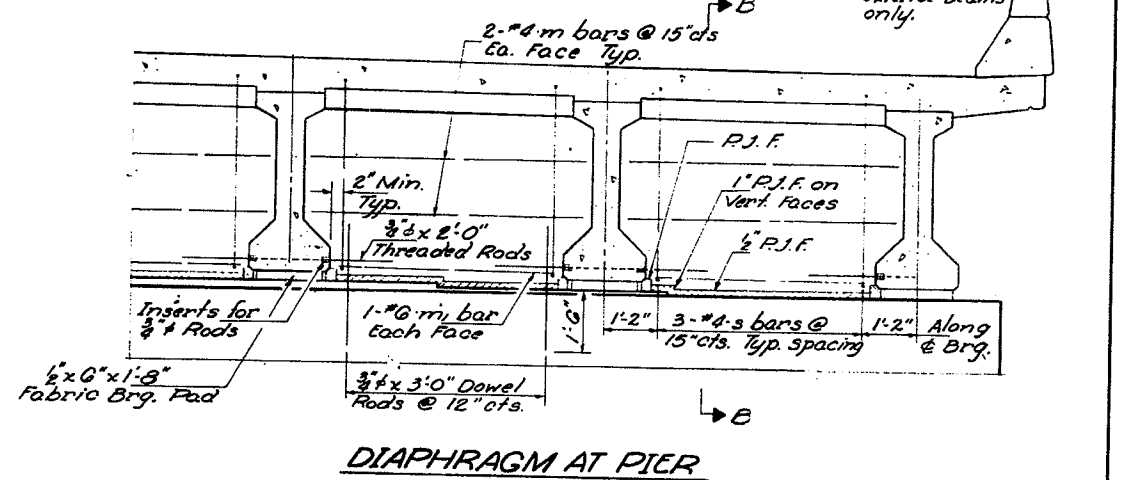 B
only.
2-#4-m bars @ 15"cts
Ea. Face Typ.
P.J.F.
2" Min.
Typ.
1" P.J.F. on
Vert. Faces
3/4"ϕ x 2'-0"
Threaded Rods
1/2" P.J.F.
Inserts for
3/4"ϕ Rods
1-#6-m₁ bar
Each Face
1'-6"
1'-2"
3-#4-s bars @
15"cts. Typ. spacing
1'-2"
Along
℄ Brg.
1/2" x 6" x 1'-8"
Fabric Brg. Pad
3/4"ϕ x 3'-0" Dowel
Rods @ 12" cts.
B
DIAPHRAGM AT PIER